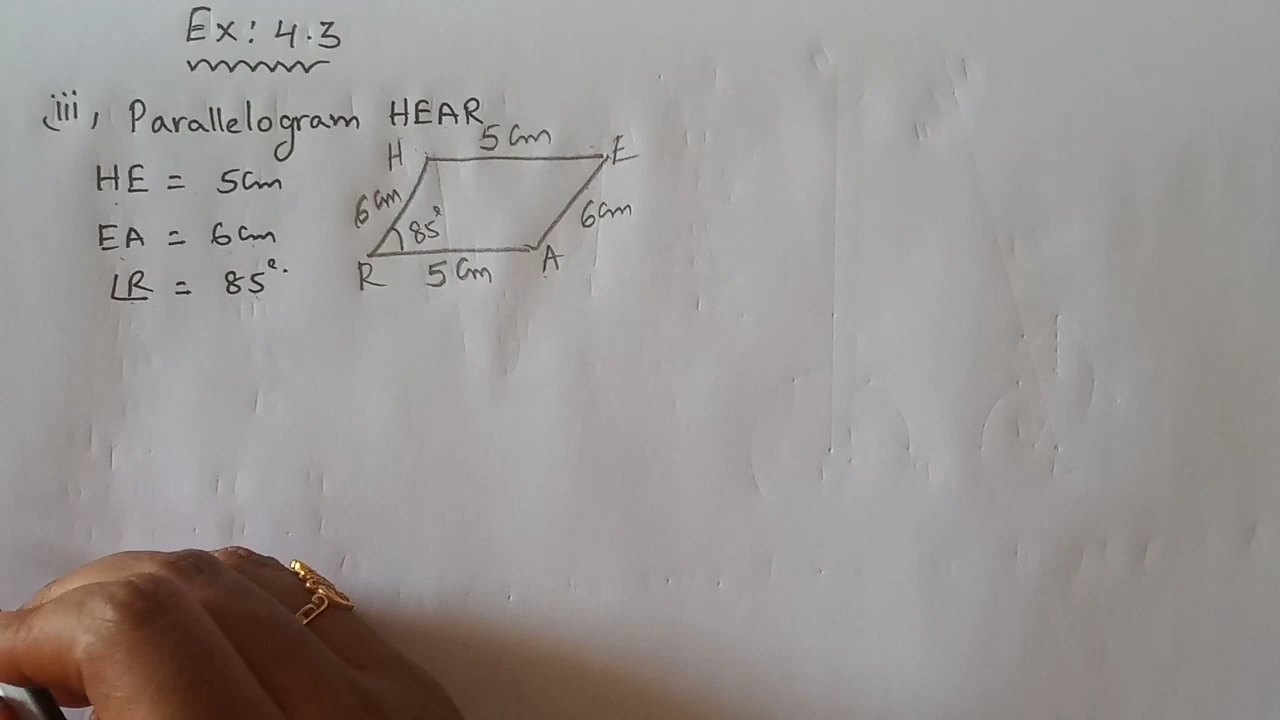 Ex: 4.3
iii, Parallelogram HEAR
HE = 5cm
EA = 6cm
∠R = 85°.
H 5cm E
6cm 85° 6cm
R 5cm A